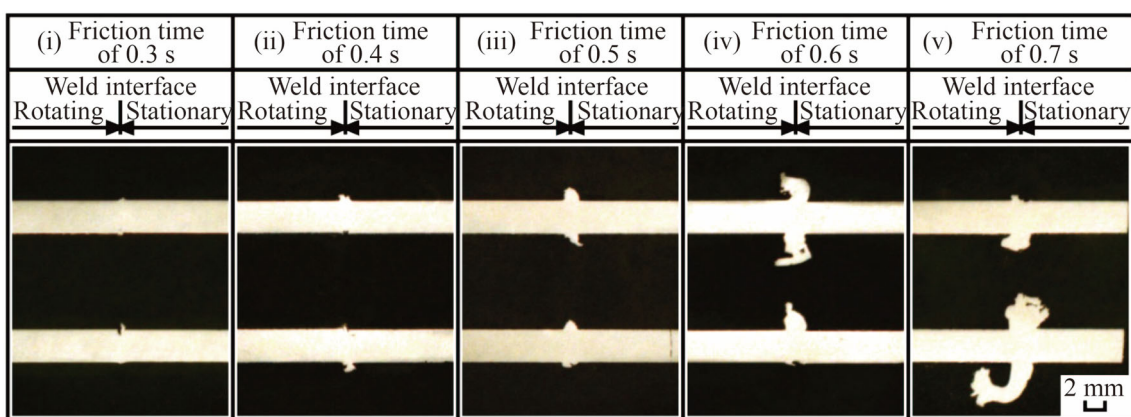 (i) Friction time
of 0.3 s
(ii) Friction time
of 0.4 s
(iii) Friction time
of 0.5 s
(iv) Friction time
of 0.6 s
(v) Friction time
of 0.7 s
Weld interface
Rotating Stationary
Weld interface
Rotating Stationary
Weld interface
Rotating Stationary
Weld interface
Rotating Stationary
Weld interface
Rotating Stationary
2 mm